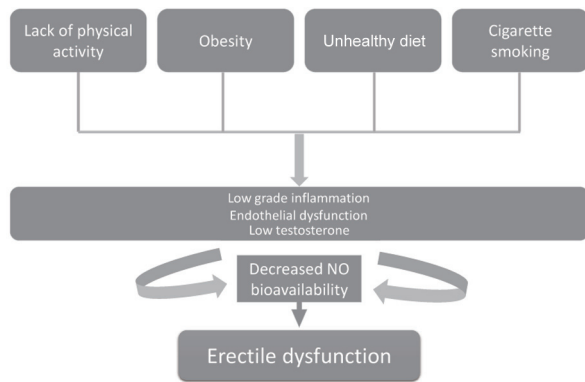 Lack of physical
activity
Obesity
Unhealthy diet
Cigarette
smoking
Low grade inflammation
Endothelial dysfunction
Low testosterone
Decreased NO
bioavailability
Erectile dysfunction